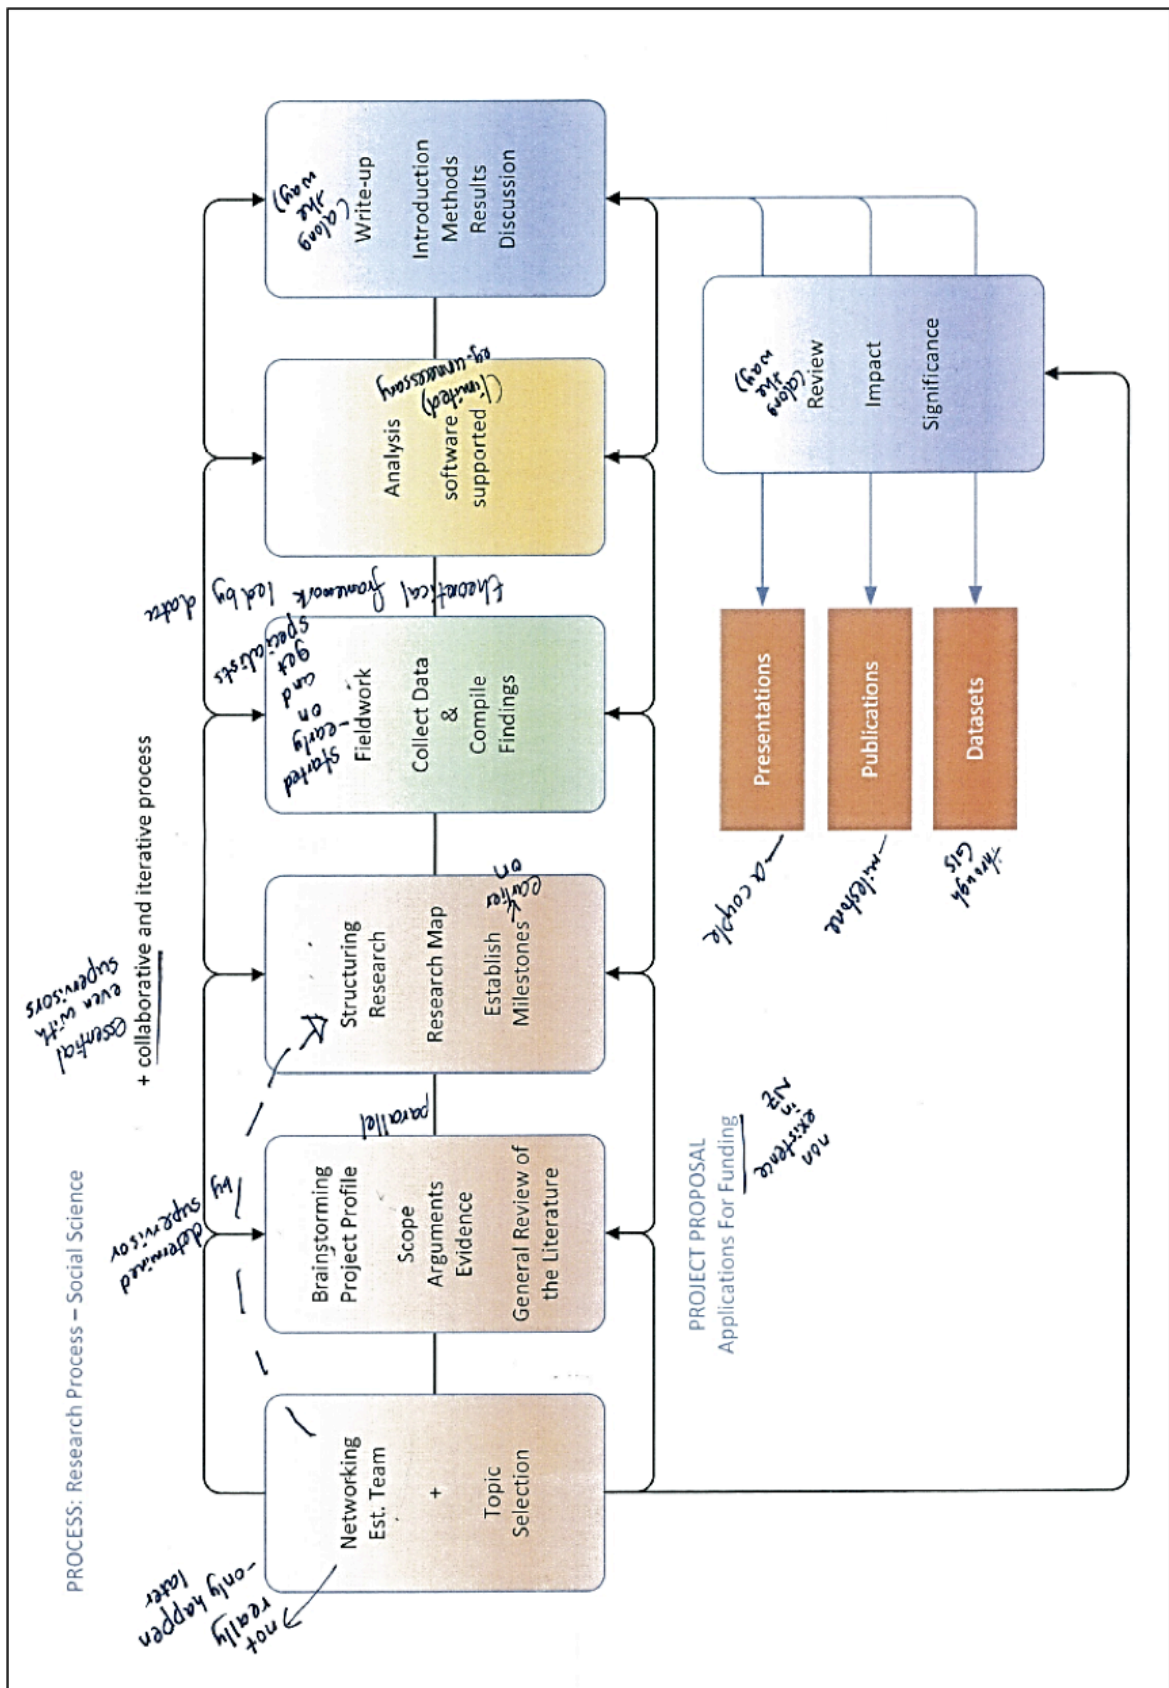 PROCESS: Research Process – Social Science
+ collaborative and iterative process
essential
even with
supervisors
determined
by
supervisor
not
really
-only happen
later
Networking
Est. Team
+
Topic
Selection
Brainstorming
Project Profile
Scope
Arguments
Evidence
General Review of
the Literature
parallel
Structuring
Research
Research Map
Establish
Milestones
earlier
on
started
-early
on
and
get
specialists
Fieldwork
Collect Data
&
Compile
Findings
theoretical framework led by data
Analysis
software
supported
(limited)
eg-unnecessary
(along
the
way)
Write-up
Introduction
Methods
Results
Discussion
PROJECT PROPOSAL
Applications For Funding
non
existence
in
NZ
Presentations
-a couple
Publications
-milestone
Datasets
through
GIS
Review
(along
the
way)
Impact
Significance